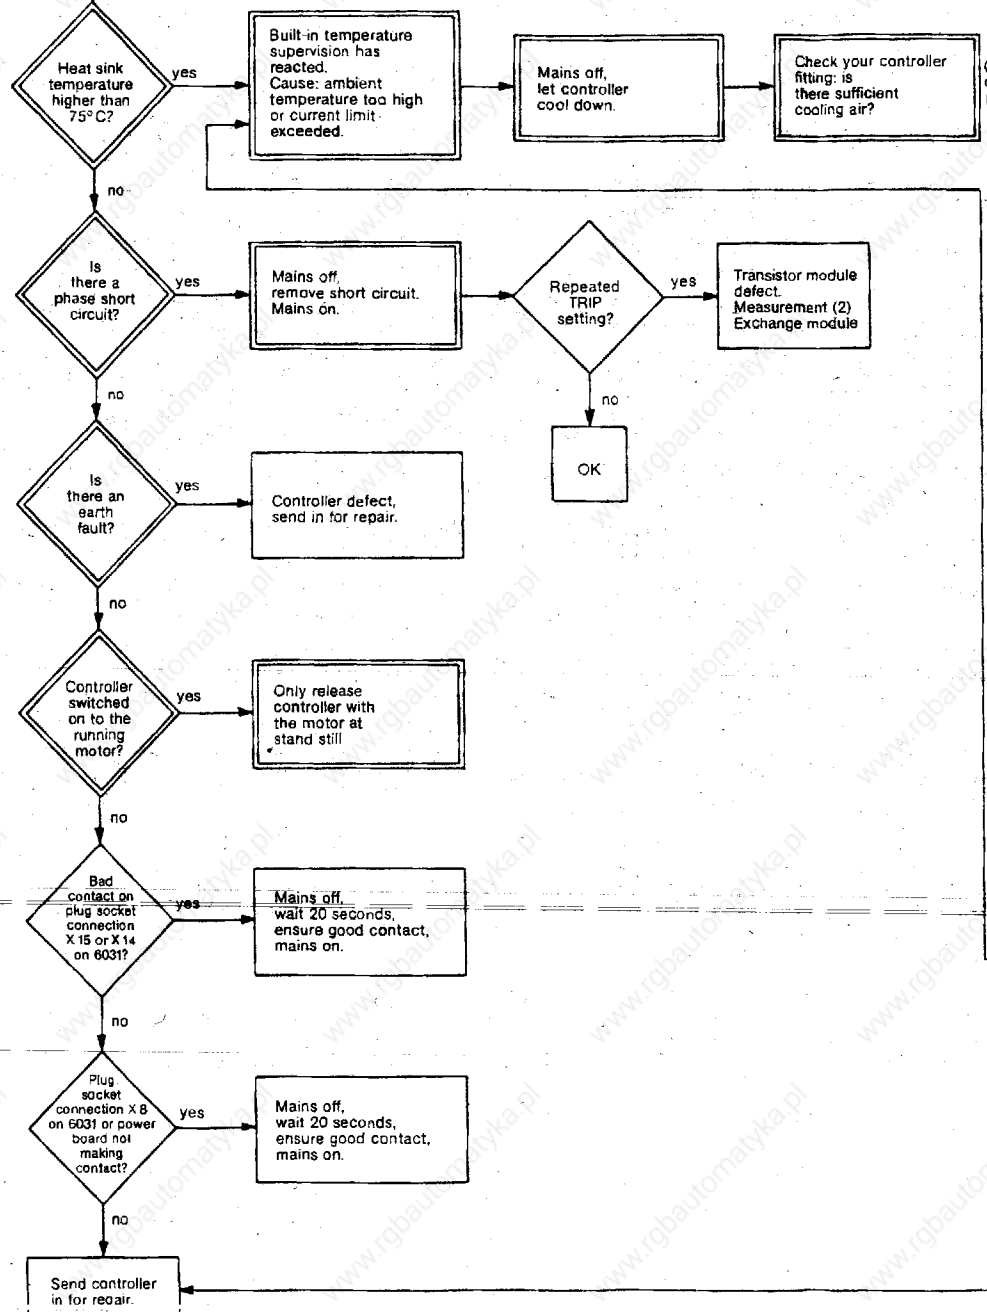 Heat sink
temperature
higher than
75°C?
yes
Built-in temperature
supervision has
reacted.
Cause: ambient
temperature too high
or current limit
exceeded.
Mains off,
let controller
cool down.
Check your controller
fitting: is
there sufficient
cooling air?
no
Is
there a
phase short
circuit?
yes
Mains off,
remove short circuit.
Mains on.
Repeated
TRIP
setting?
yes
Transistor module
defect.
Measurement (2)
Exchange module
no
OK
no
Is
there an
earth
fault?
yes
Controller defect,
send in for repair.
no
Controller
switched
on to the
running
motor?
yes
Only release
controller with
the motor at
stand still
no
Bad
contact on
plug socket
connection
X 15 or X 14
on 6031?
yes
Mains off,
wait 20 seconds,
ensure good contact,
mains on.
no
Plug
socket
connection X 8
on 6031 or power
board not
making
contact?
yes
Mains off,
wait 20 seconds,
ensure good contact,
mains on.
no
Send controller
in for repair.
www.rgbautomatyka.pl